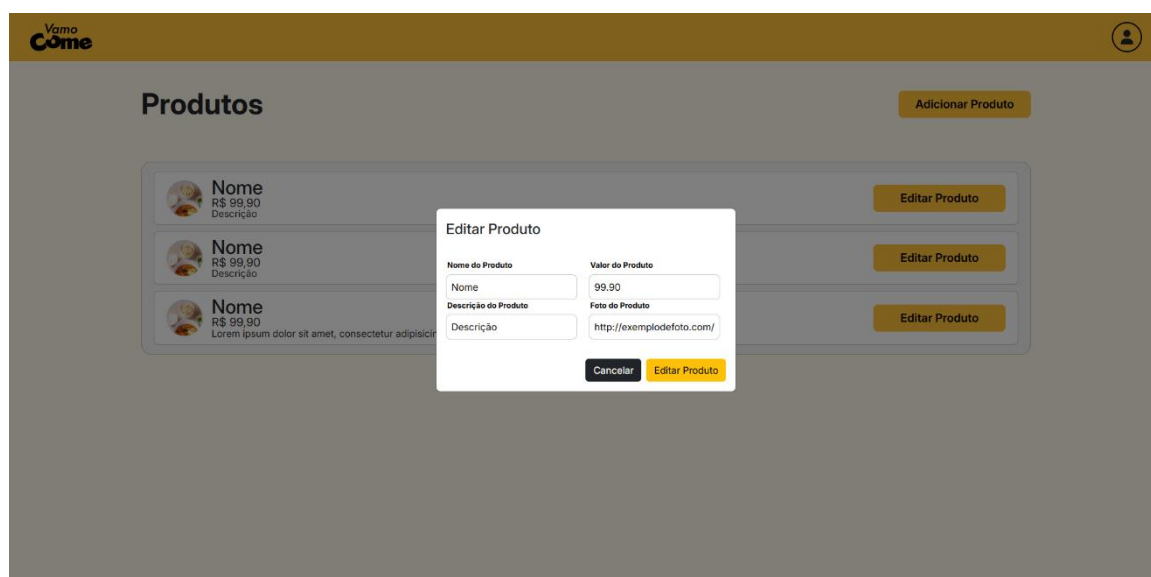 Vamo
Come
Produtos
Adicionar Produto
Nome
R$ 99,90
Descrição
Editar Produto
Nome
R$ 99,90
Descrição
Editar Produto
Nome
R$ 99,90
Lorem ipsum dolor sit amet, consectetur adipisicin
Editar Produto
Editar Produto
Nome do Produto
Valor do Produto
Nome
99.90
Descrição do Produto
Foto do Produto
Descrição
http://exemplodefoto.com/
Cancelar
Editar Produto